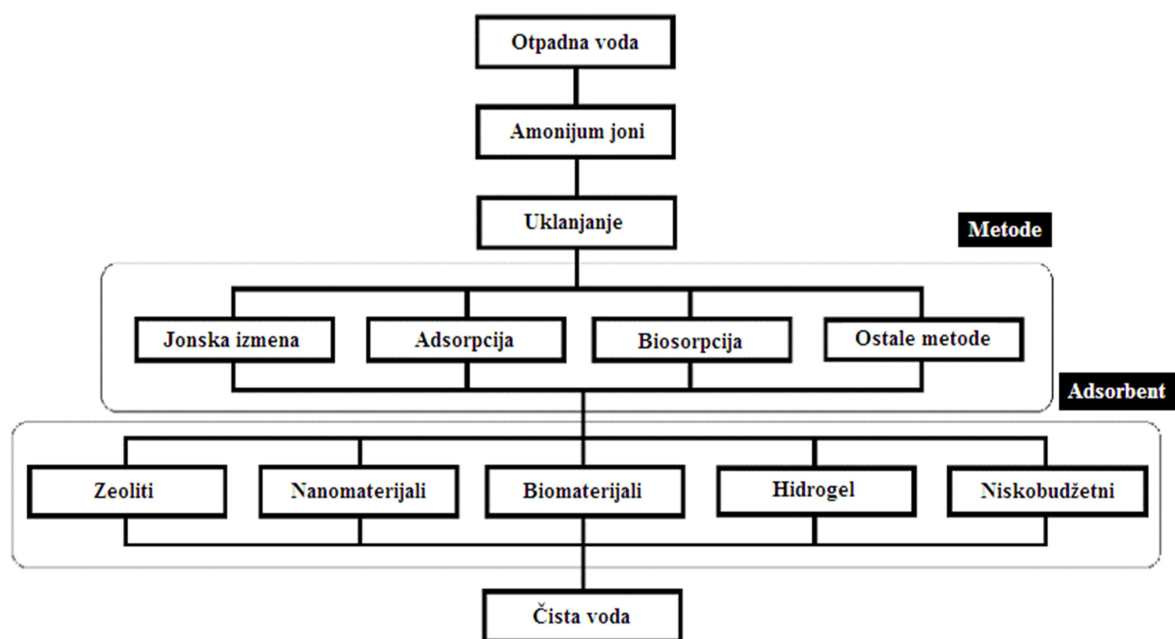 Otpadna voda
Amonijum joni
Uklanjanje
Metode
Jonska izmena
Adsorpcija
Biosorpcija
Ostale metode
Adsorbent
Zeoliti
Nanomaterijali
Biomaterijali
Hidrogel
Niskobudžetni
Čista voda